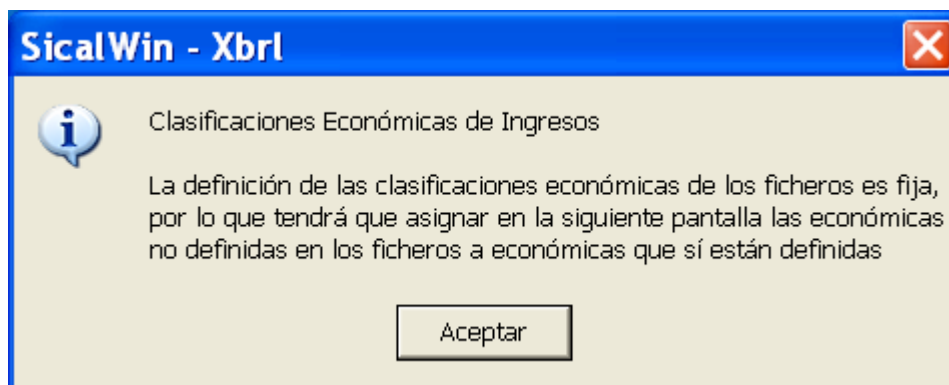 SicalWin - Xbrl
Clasificaciones Económicas de Ingresos
La definición de las clasificaciones económicas de los ficheros es fija,
por lo que tendrá que asignar en la siguiente pantalla las económicas
no definidas en los ficheros a económicas que sí están definidas
Aceptar